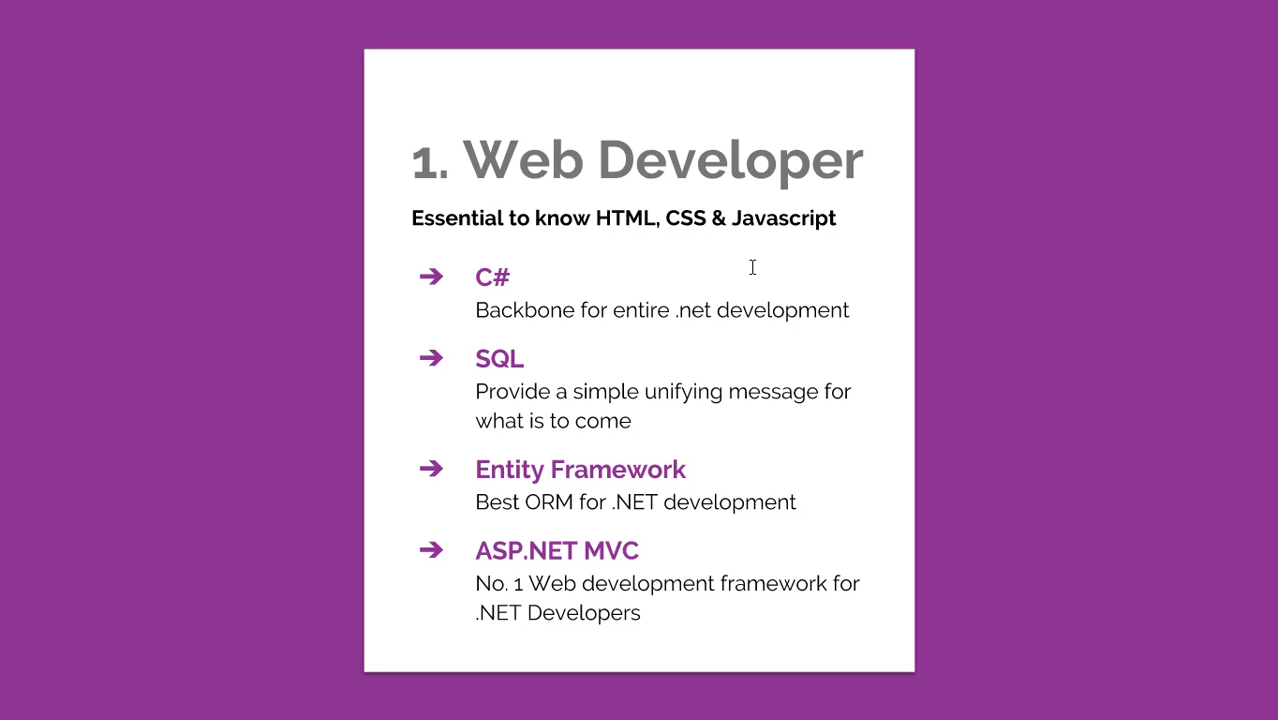 1. Web Developer
Essential to know HTML, CSS & Javascript
➔ C#
Backbone for entire .net development
➔ SQL
Provide a simple unifying message for
what is to come
➔ Entity Framework
Best ORM for .NET development
➔ ASP.NET MVC
No. 1 Web development framework for
.NET Developers